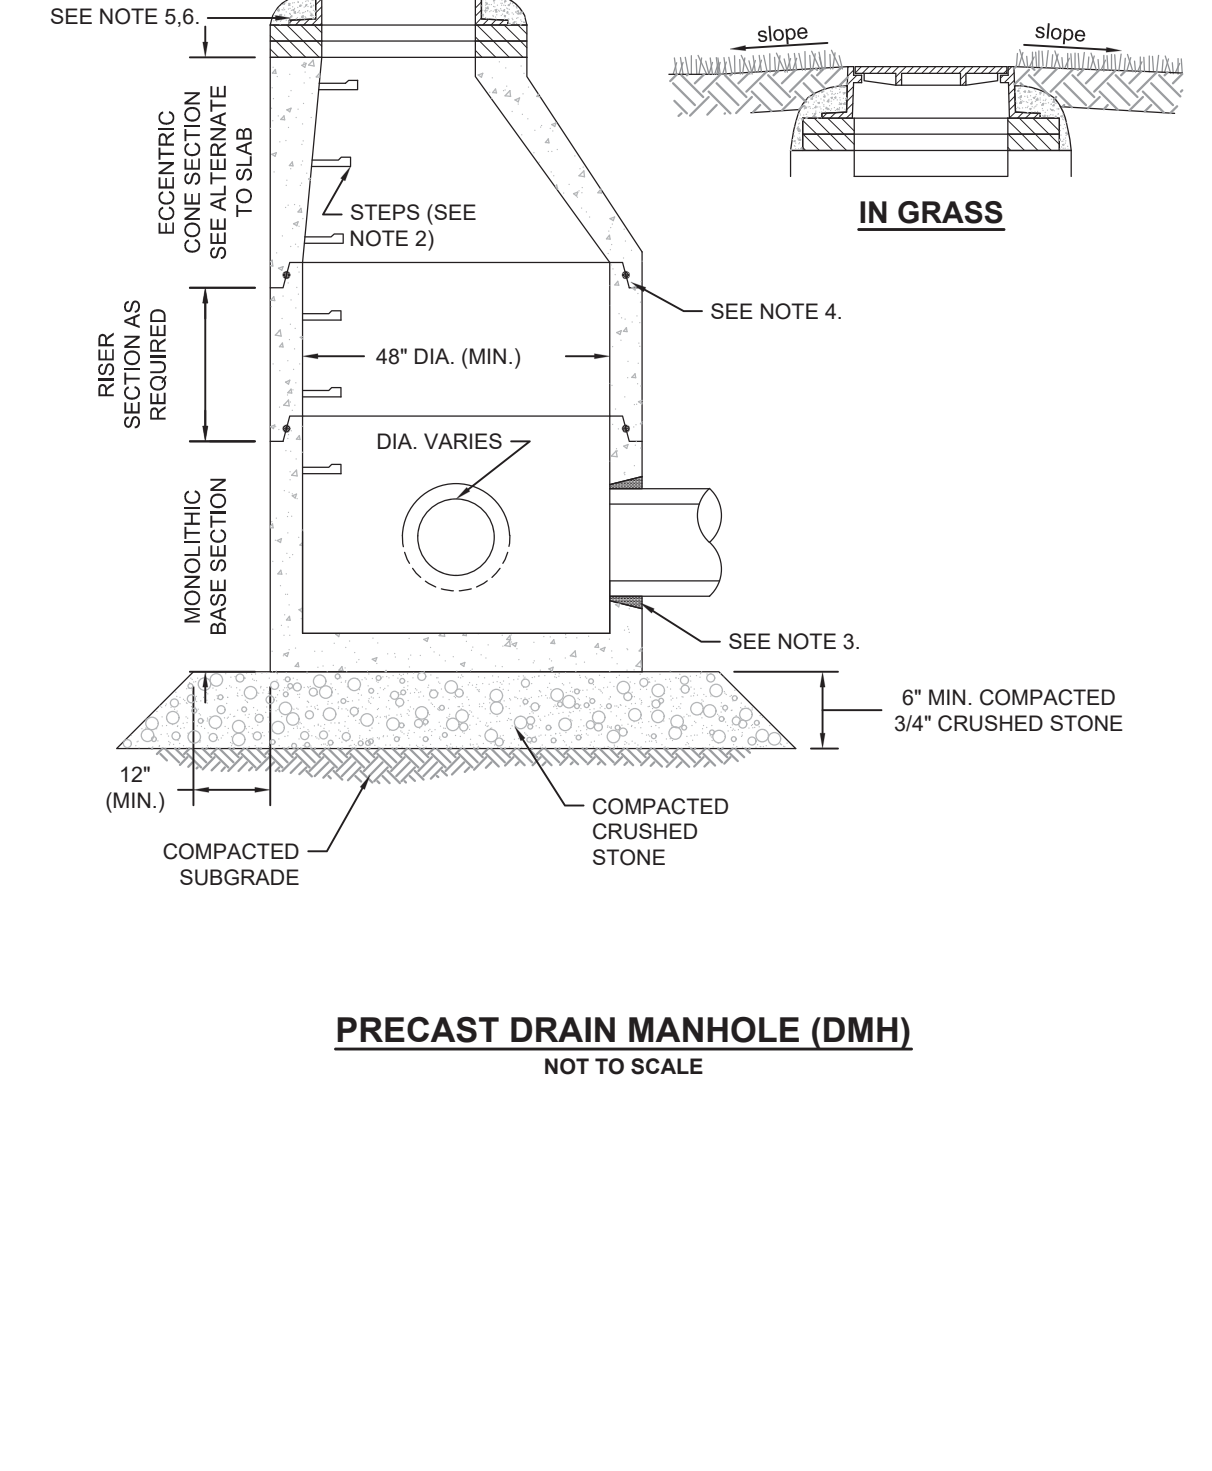 SEE NOTE 5,6.
slope
slope
ECCENTRIC
CONE SECTION
SEE ALTERNATE
TO SLAB
IN GRASS
STEPS (SEE
NOTE 2)
SEE NOTE 4.
RISER
SECTION AS
REQUIRED
48" DIA. (MIN.)
DIA. VARIES
MONOLITHIC
BASE SECTION
SEE NOTE 3.
6" MIN. COMPACTED
3/4" CRUSHED STONE
12"
(MIN.)
COMPACTED
CRUSHED
STONE
COMPACTED
SUBGRADE
PRECAST DRAIN MANHOLE (DMH)
NOT TO SCALE